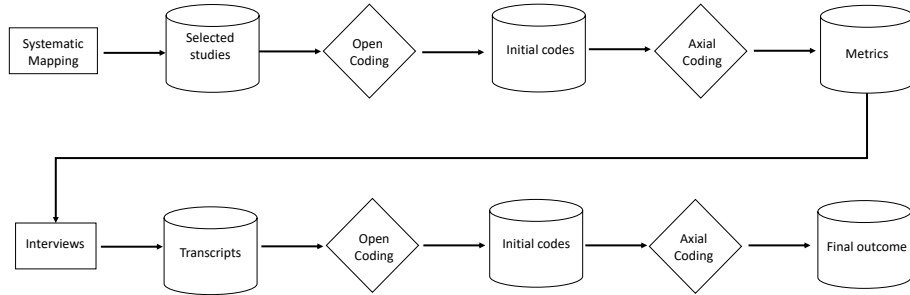 Systematic
Mapping
Selected
studies
Open
Coding
Initial codes
Axial
Coding
Metrics
Interviews
Transcripts
Open
Coding
Initial codes
Axial
Coding
Final outcome